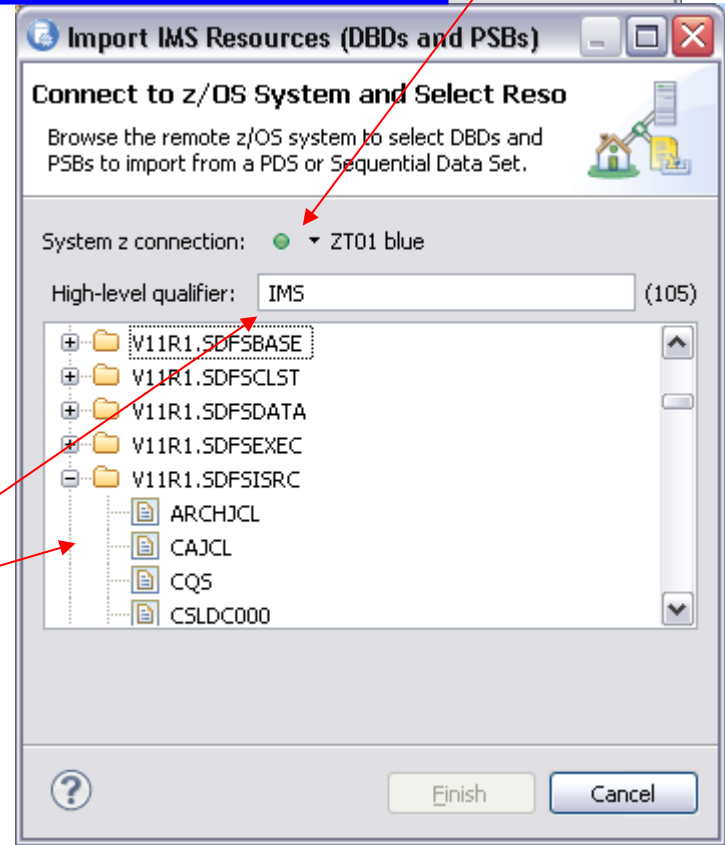 Import IMS Resources (DBDs and PSBs)
Connect to z/OS System and Select Reso
Browse the remote z/OS system to select DBDs and
PSBs to import from a PDS or Sequential Data Set.
System z connection: ZT01 blue
High-level qualifier: IMS (105)
V11R1.SDFSBASE
V11R1.SDFSCLST
V11R1.SDFSDATA
V11R1.SDFSEXEC
V11R1.SDFSISRC
ARCHJCL
CAJCL
CQS
CSLDC000
? Finish Cancel